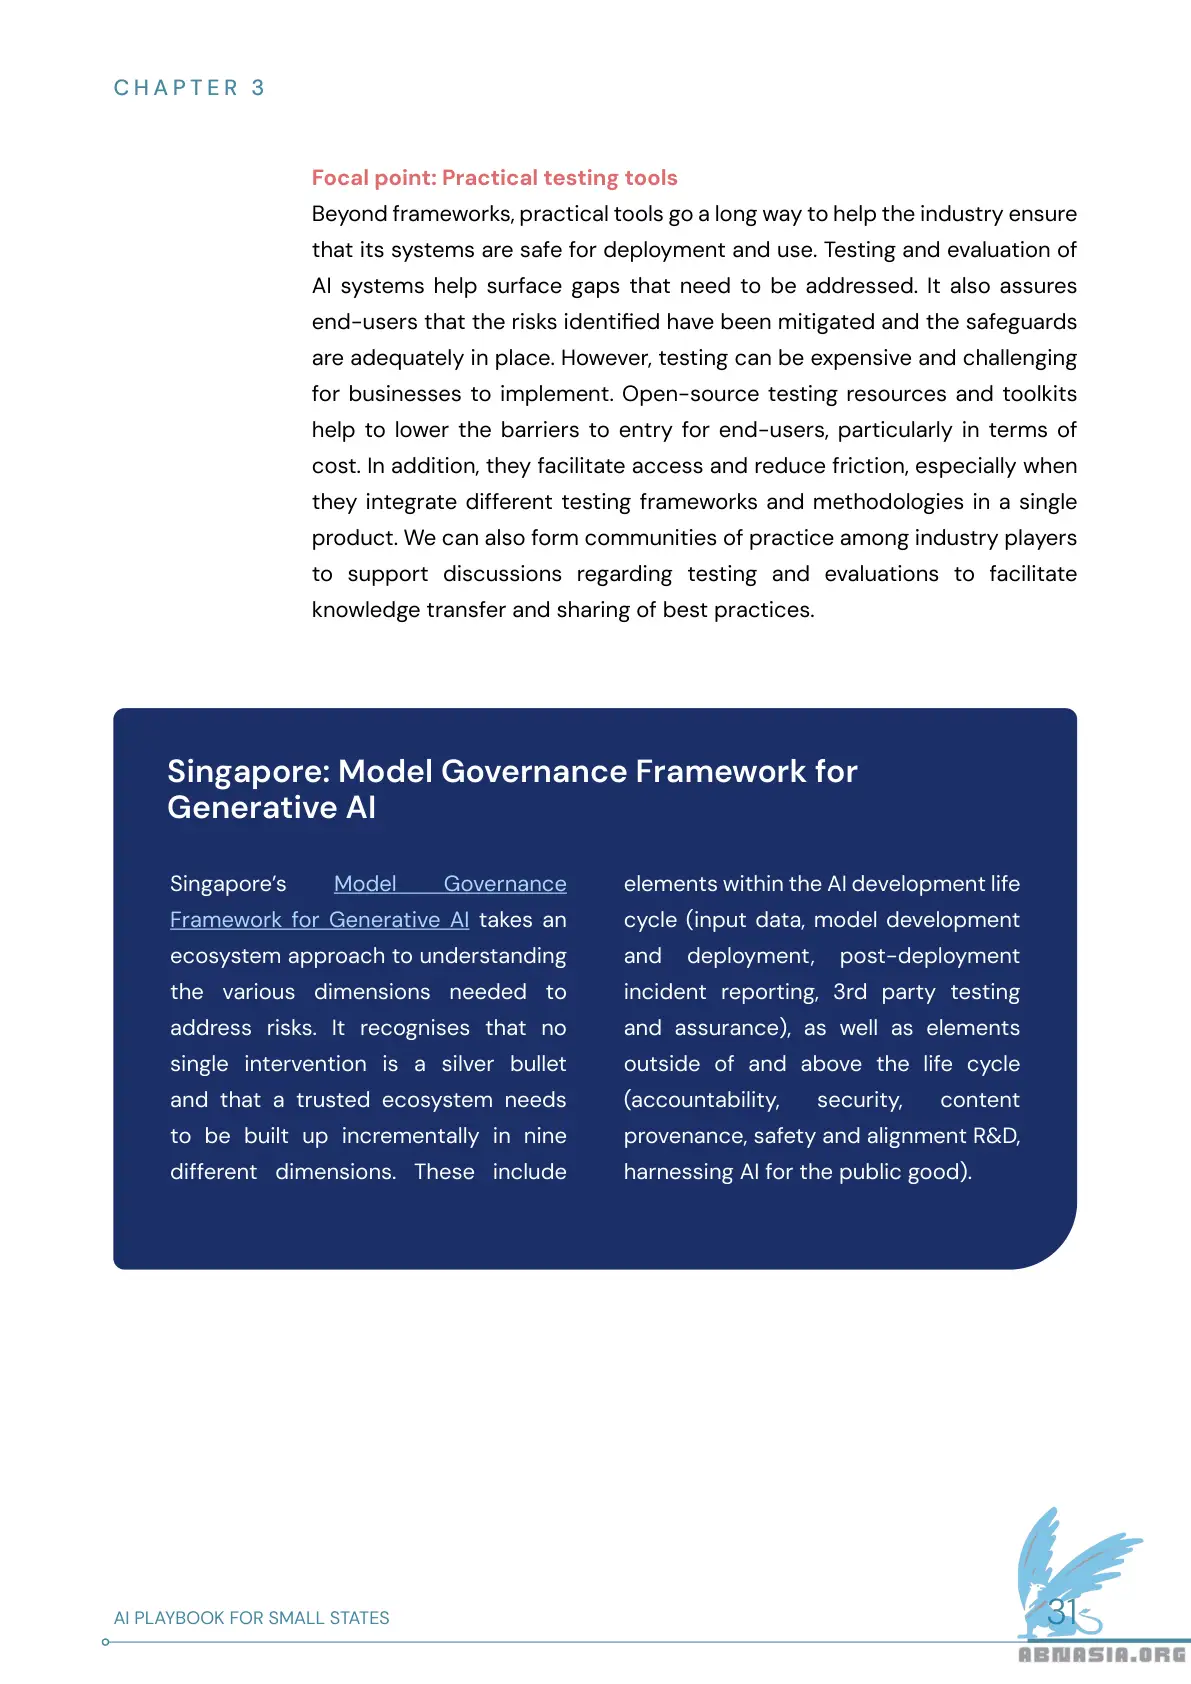 CHAPTER 3
Focal point: Practical testing tools
Beyond frameworks, practical tools go a long way to help the industry ensure
that its systems are safe for deployment and use. Testing and evaluation of
AI systems help surface gaps that need to be addressed. It also assures
end-users that the risks identified have been mitigated and the safeguards
are adequately in place. However, testing can be expensive and challenging
for businesses to implement. Open-source testing resources and toolkits
help to lower the barriers to entry for end-users, particularly in terms of
cost. In addition, they facilitate access and reduce friction, especially when
they integrate different testing frameworks and methodologies in a single
product. We can also form communities of practice among industry players
to support discussions regarding testing and evaluations to facilitate
knowledge transfer and sharing of best practices.
Singapore: Model Governance Framework for
Generative AI
Singapore’s Model Governance
Framework for Generative AI takes an
ecosystem approach to understanding
the various dimensions needed to
address risks. It recognises that no
single intervention is a silver bullet
and that a trusted ecosystem needs
to be built up incrementally in nine
different dimensions. These include
elements within the AI development life
cycle (input data, model development
and deployment, post-deployment
incident reporting, 3rd party testing
and assurance), as well as elements
outside of and above the life cycle
(accountability, security, content
provenance, safety and alignment R&D,
harnessing AI for the public good).
AI PLAYBOOK FOR SMALL STATES
31
ABNASIA.ORG